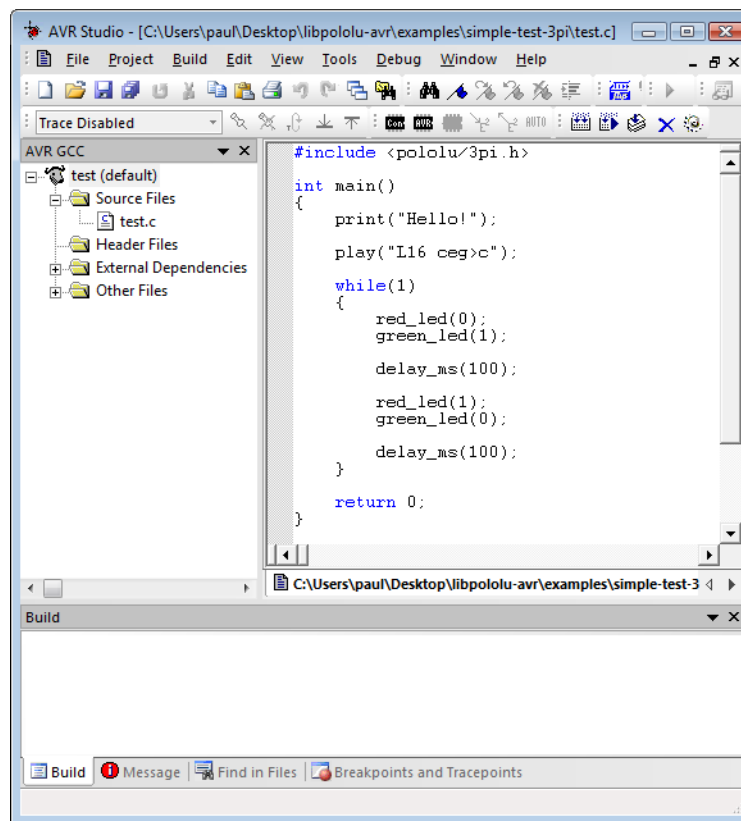 AVR Studio - [C:\Users\paul\Desktop\libpololu-avr\examples\simple-test-3pi\test.c]
File Project Build Edit View Tools Debug Window Help
Trace Disabled
Con AVR AUTO
AVR GCC
test (default)
Source Files
test.c
Header Files
External Dependencies
Other Files
#include <pololu/3pi.h>
int main()
{
print("Hello!");
play("L16 ceg>c");
while(1)
{
red_led(0);
green_led(1);
delay_ms(100);
red_led(1);
green_led(0);
delay_ms(100);
}
return 0;
}
C:\Users\paul\Desktop\libpololu-avr\examples\simple-test-3
Build
Build Message Find in Files Breakpoints and Tracepoints